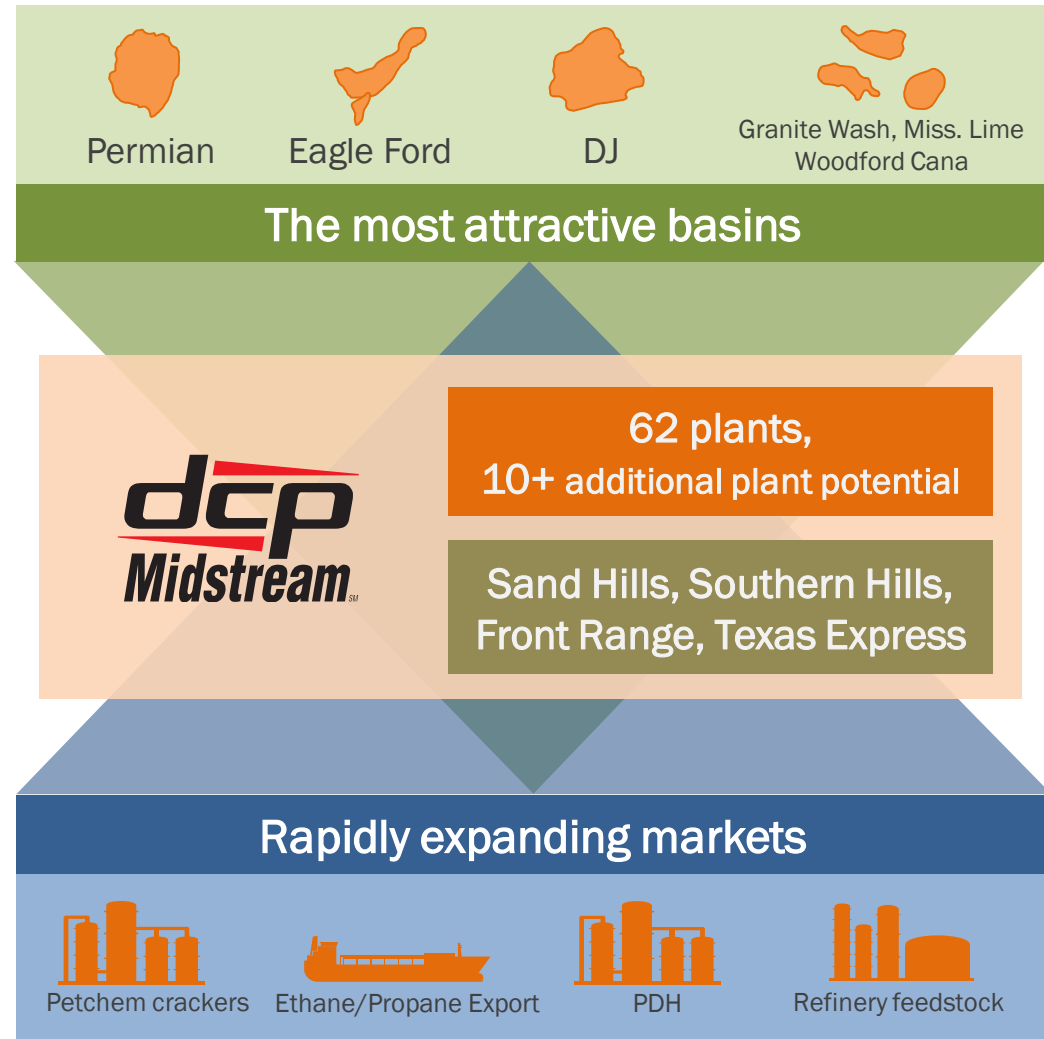 Permian
Eagle Ford
DJ
Granite Wash, Miss. Lime
Woodford Cana
The most attractive basins
dcp
Midstream SM
62 plants,
10+ additional plant potential
Sand Hills, Southern Hills,
Front Range, Texas Express
Rapidly expanding markets
Petchem crackers
Ethane/Propane Export
PDH
Refinery feedstock